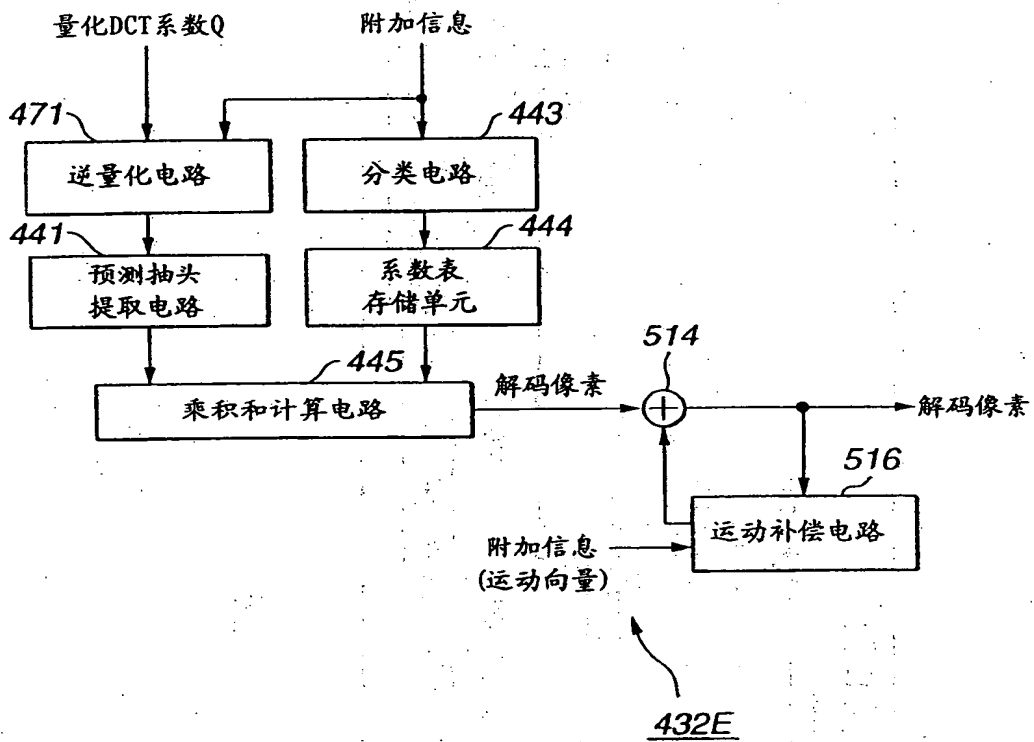 量化DCT系数Q
附加信息
471
443
逆量化电路
分类电路
441
444
预测抽头
提取电路
系数表
存储单元
445
乘积和计算电路
解码像素
514
解码像素
516
运动补偿电路
附加信息
(运动向量)
432E